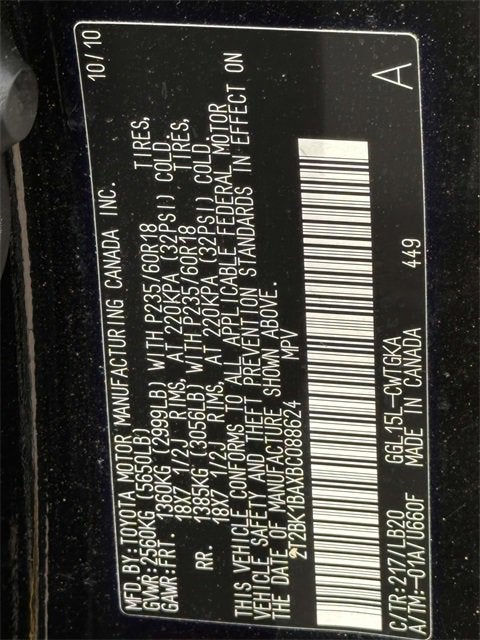 MFD. BY: TOYOTA MOTOR MANUFACTURING CANADA INC. 10/10
GVWR: 2560KG (5650LB)
GAWR: FRT. 1360KG (2999LB) WITH P235/60R18 TIRES,
18X7 1/2J RIMS, AT 220KPA (32PSI) COLD.
RR. 1385KG (3056LB) WITH P235/60R18 TIRES,
18X7 1/2J RIMS, AT 220KPA (32PSI) COLD.
THIS VEHICLE CONFORMS TO ALL APPLICABLE FEDERAL MOTOR
VEHICLE SAFETY AND THEFT PREVENTION STANDARDS IN EFFECT ON
THE DATE OF MANUFACTURE SHOWN ABOVE.
2T2BK1BAXBC088624 MPV
C/TR: 217/LB20 GGL15L-CWTGKA 449 A
A/TM: -01A/U660F MADE IN CANADA